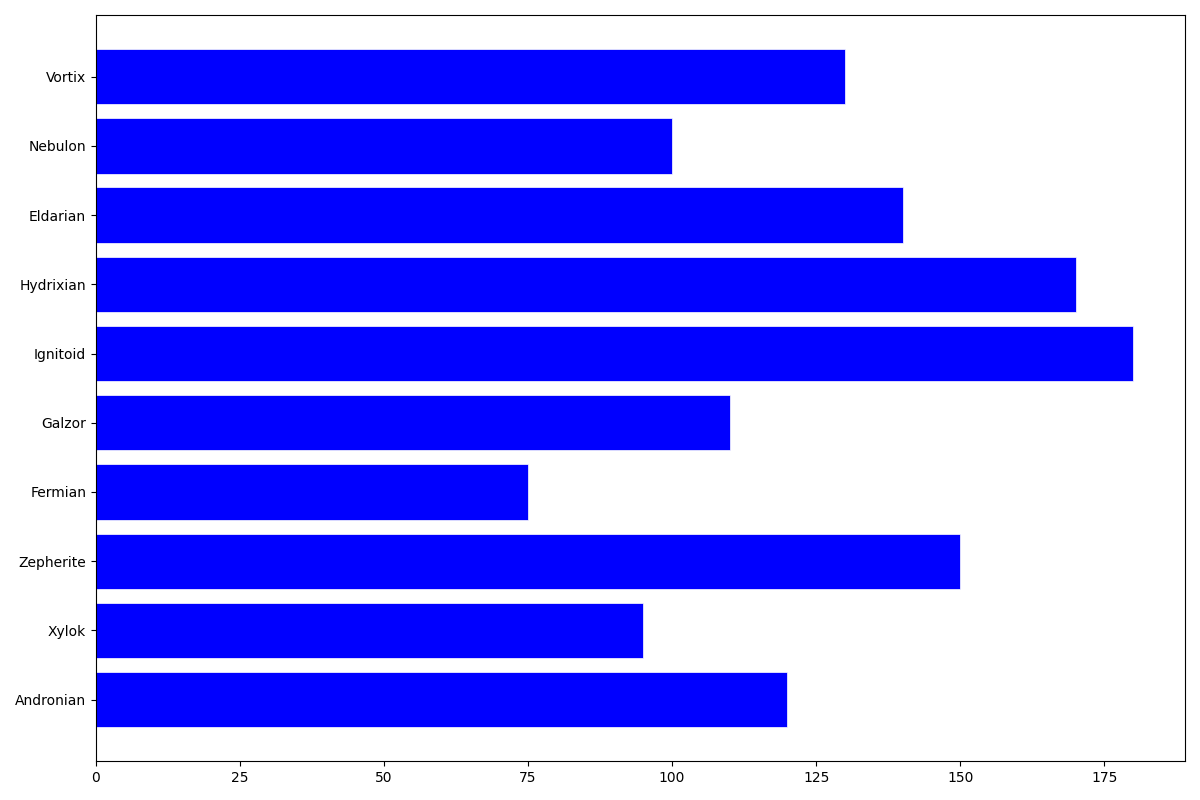 Vortix
Nebulon
Eldarian
Hydrixian
Ignitoid
Galzor
Fermian
Zepherite
Xylok
Andronian
0 25 50 75 100 125 150 175